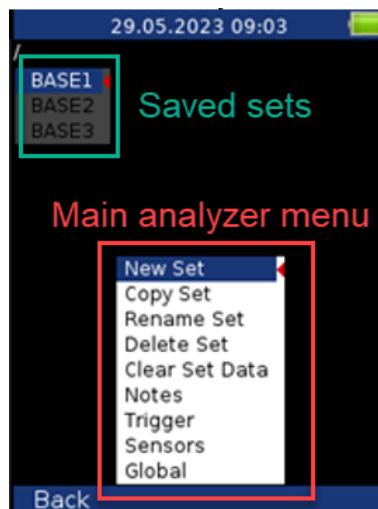 29.05.2023 09:03
/
BASE1
BASE2
BASE3
Saved sets
Main analyzer menu
New Set
Copy Set
Rename Set
Delete Set
Clear Set Data
Notes
Trigger
Sensors
Global
Back